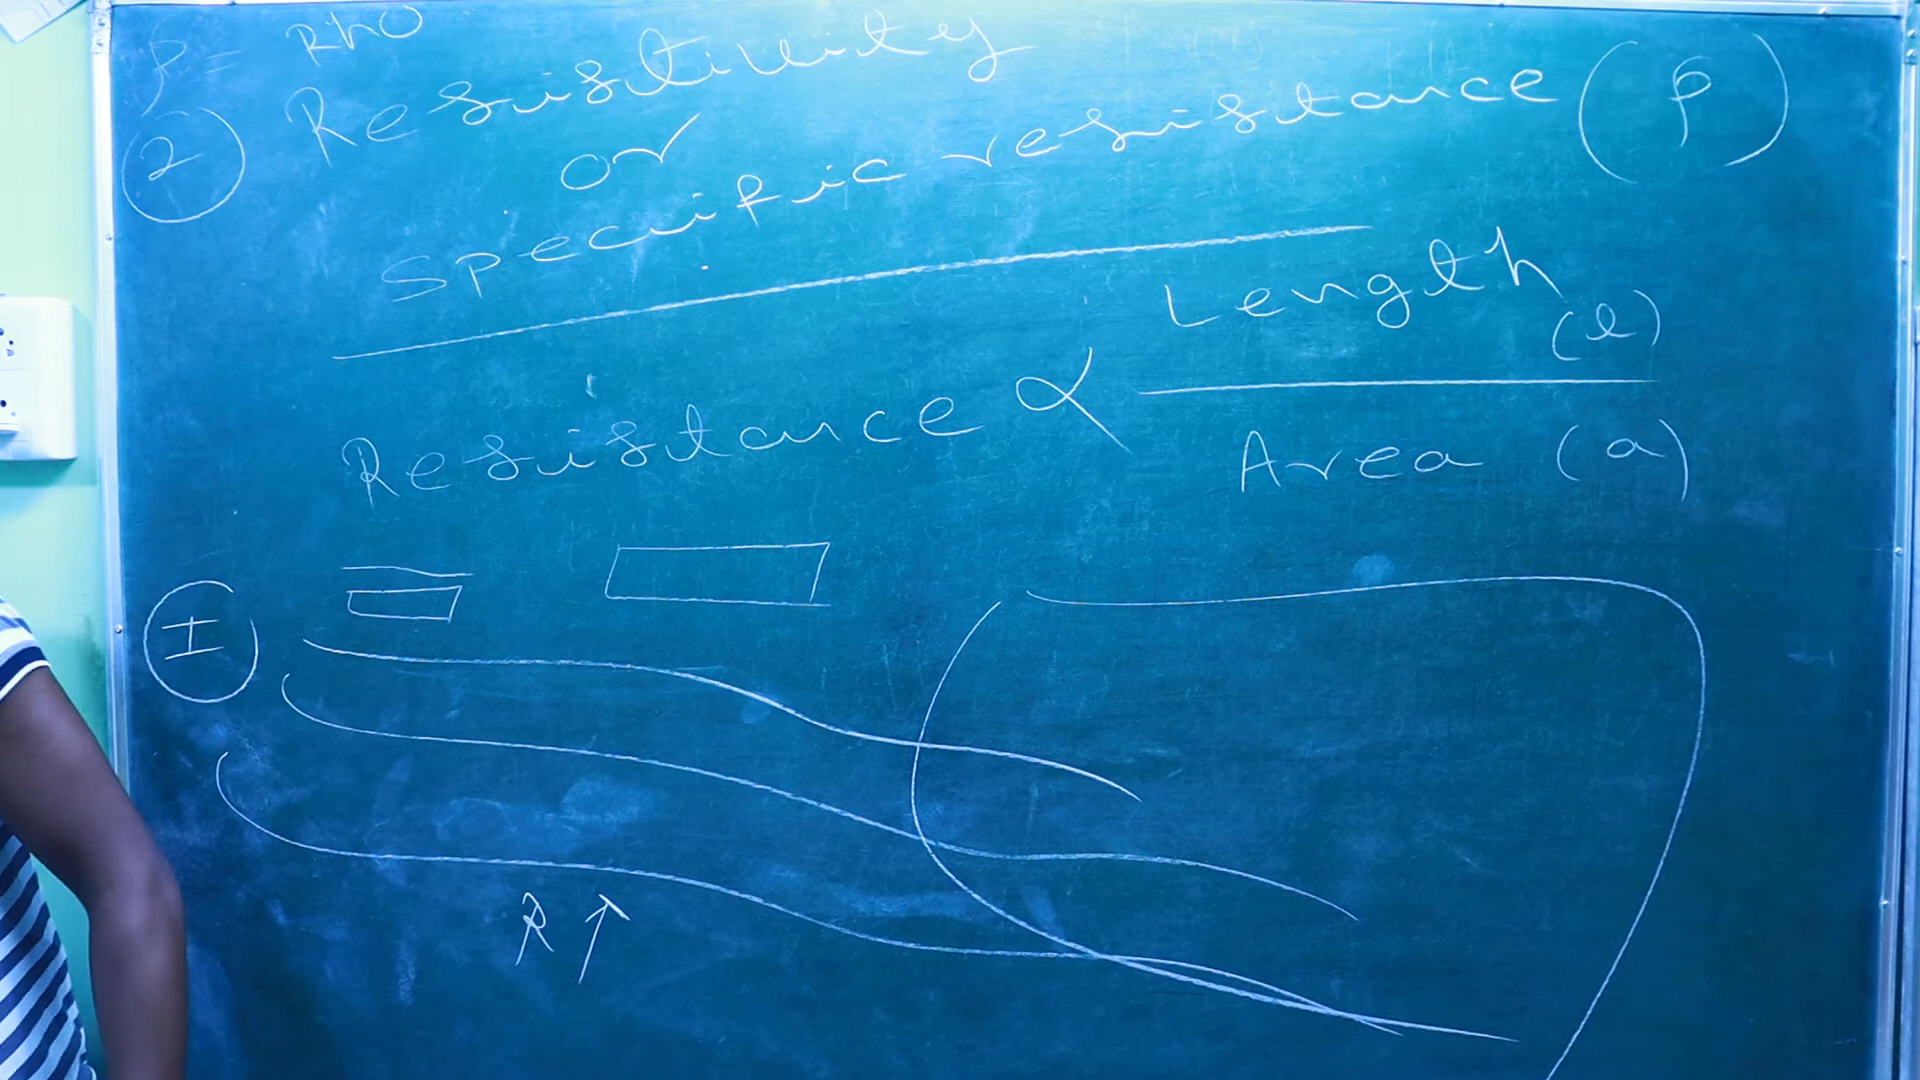 ρ = Rho
② Resistivity
or
Specific resistance (ρ)
Resistance ∝ Length (l) / Area (a)
I
R ↑